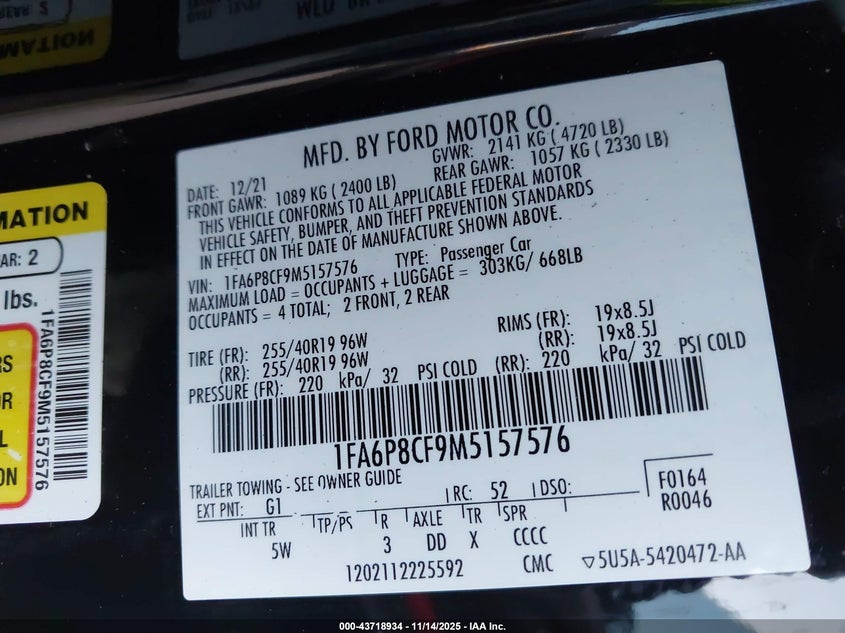 MFD. BY FORD MOTOR CO.
DATE: 12/21
GVWR: 2141 KG ( 4720 LB)
FRONT GAWR: 1089 KG ( 2400 LB)
REAR GAWR: 1057 KG ( 2330 LB)
THIS VEHICLE CONFORMS TO ALL APPLICABLE FEDERAL MOTOR
VEHICLE SAFETY, BUMPER, AND THEFT PREVENTION STANDARDS
IN EFFECT ON THE DATE OF MANUFACTURE SHOWN ABOVE.
VIN: 1FA6P8CF9M5157576 TYPE: Passenger Car
MAXIMUM LOAD = OCCUPANTS + LUGGAGE = 303KG/ 668LB
OCCUPANTS = 4 TOTAL; 2 FRONT, 2 REAR
TIRE (FR): 255/40R19 96W RIMS (FR): 19x8.5J
(RR): 255/40R19 96W (RR): 19x8.5J
PRESSURE (FR): 220 kPa/ 32 PSI COLD (RR): 220 kPa/ 32 PSI COLD
1FA6P8CF9M5157576
TRAILER TOWING - SEE OWNER GUIDE
EXT PNT: G1 RC: 52 DSO: F0164
R0046
INT TR TP/PS R AXLE TR SPR
5W 3 DD X CCCC
1202112225592 CMC ▽5U5A-5420472-AA
MATION
AR: 2
lbs.
RS
OR
L
ON
1FA6P8CF9M5157576
REAR 2
MATION
000-43718934 - 11/14/2025 - IAA Inc.